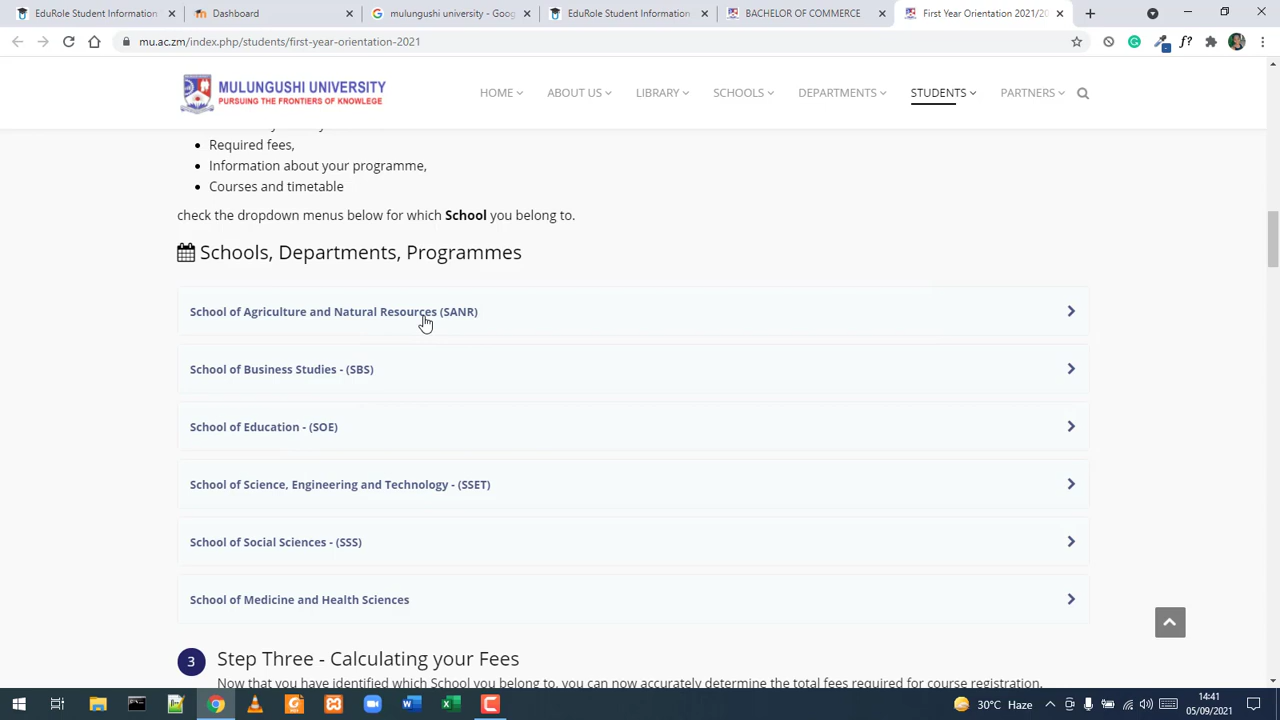 EduRole Student Information
Dashboard
mulungushi university - Goog
EduRole Student Information
BACHELOR OF COMMERCE
First Year Orientation 2021/20
mu.ac.zm/index.php/students/first-year-orientation-2021
MULUNGUSHI UNIVERSITY
PURSUING THE FRONTIERS OF KNOWLEGE
HOME
ABOUT US
LIBRARY
SCHOOLS
DEPARTMENTS
STUDENTS
PARTNERS
Required fees,
Information about your programme,
Courses and timetable
check the dropdown menus below for which School you belong to.
Schools, Departments, Programmes
School of Agriculture and Natural Resources (SANR)
School of Business Studies - (SBS)
School of Education - (SOE)
School of Science, Engineering and Technology - (SSET)
School of Social Sciences - (SSS)
School of Medicine and Health Sciences
3 Step Three - Calculating your Fees
Now that you have identified which School you belong to, you can now accurately determine the total fees required for course registration.
30°C Haze
14:41
05/09/2021